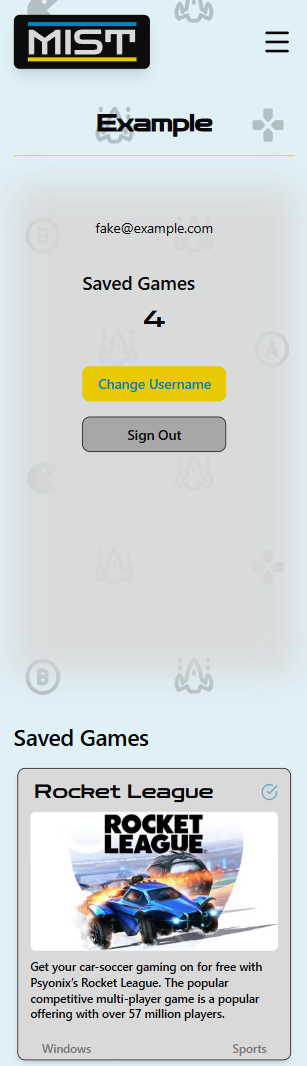 MIST
Example
fake@example.com
Saved Games
4
Change Username
Sign Out
B
A
B
Saved Games
Rocket League
ROCKET
LEAGUE
Get your car-soccer gaming on for free with
Psyonix's Rocket League. The popular
competitive multi-player game is a popular
offering with over 57 million players.
Windows
Sports